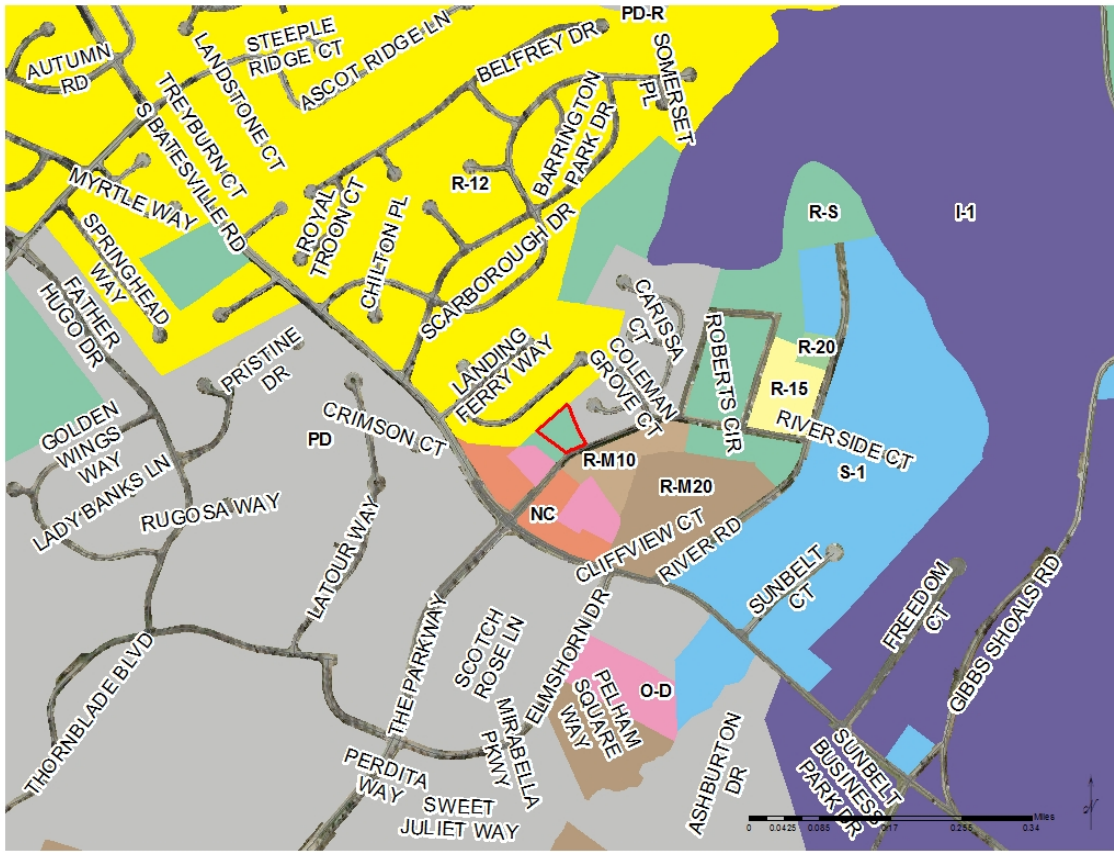 PD-R
STEEPLE
RIDGE CT
ASCOT RIDGE LN
LANDSTONE CT
AUTUMN
RD
TREYBURN CT
S BATESVILLE RD
BELFREY DR
SOMERSET
PL
BARRINGTON
PARK DR
MYRTLE WAY
R-12
ROYAL
TROON CT
CHILTON PL
SCARBOROUGH DR
SPRINGHEAD
WAY
FATHER
HUGO DR
R-S
I-1
CARISSA
CT
COLEMAN
GROVE CT
ROBERTS CIR
R-20
R-15
RIVERSIDE CT
S-1
LANDING
FERRY WAY
PRISTINE
DR
CRIMSON CT
PD
GOLDEN
WINGS
WAY
LADY BANKS LN
RUGOSA WAY
LATOUR WAY
R-M10
R-M20
NC
CLIFFVIEW CT
RIVER RD
SUNBELT
CT
FREEDOM
CT
GIBBS SHOALS RD
THORNBLADE BLVD
THE PARKWAY
SCOTCH
ROSE LN
ELMSHORN DR
MIRABELLA
PKWY
PELHAM
SQUARE
WAY
O-D
ASHBURTON
DR
SUNBELT
BUSINESS
PARK DR
PERDITA
WAY
SWEET
JULIET WAY
Miles
0 0.0425 0.085 0.17 0.255 0.34
N